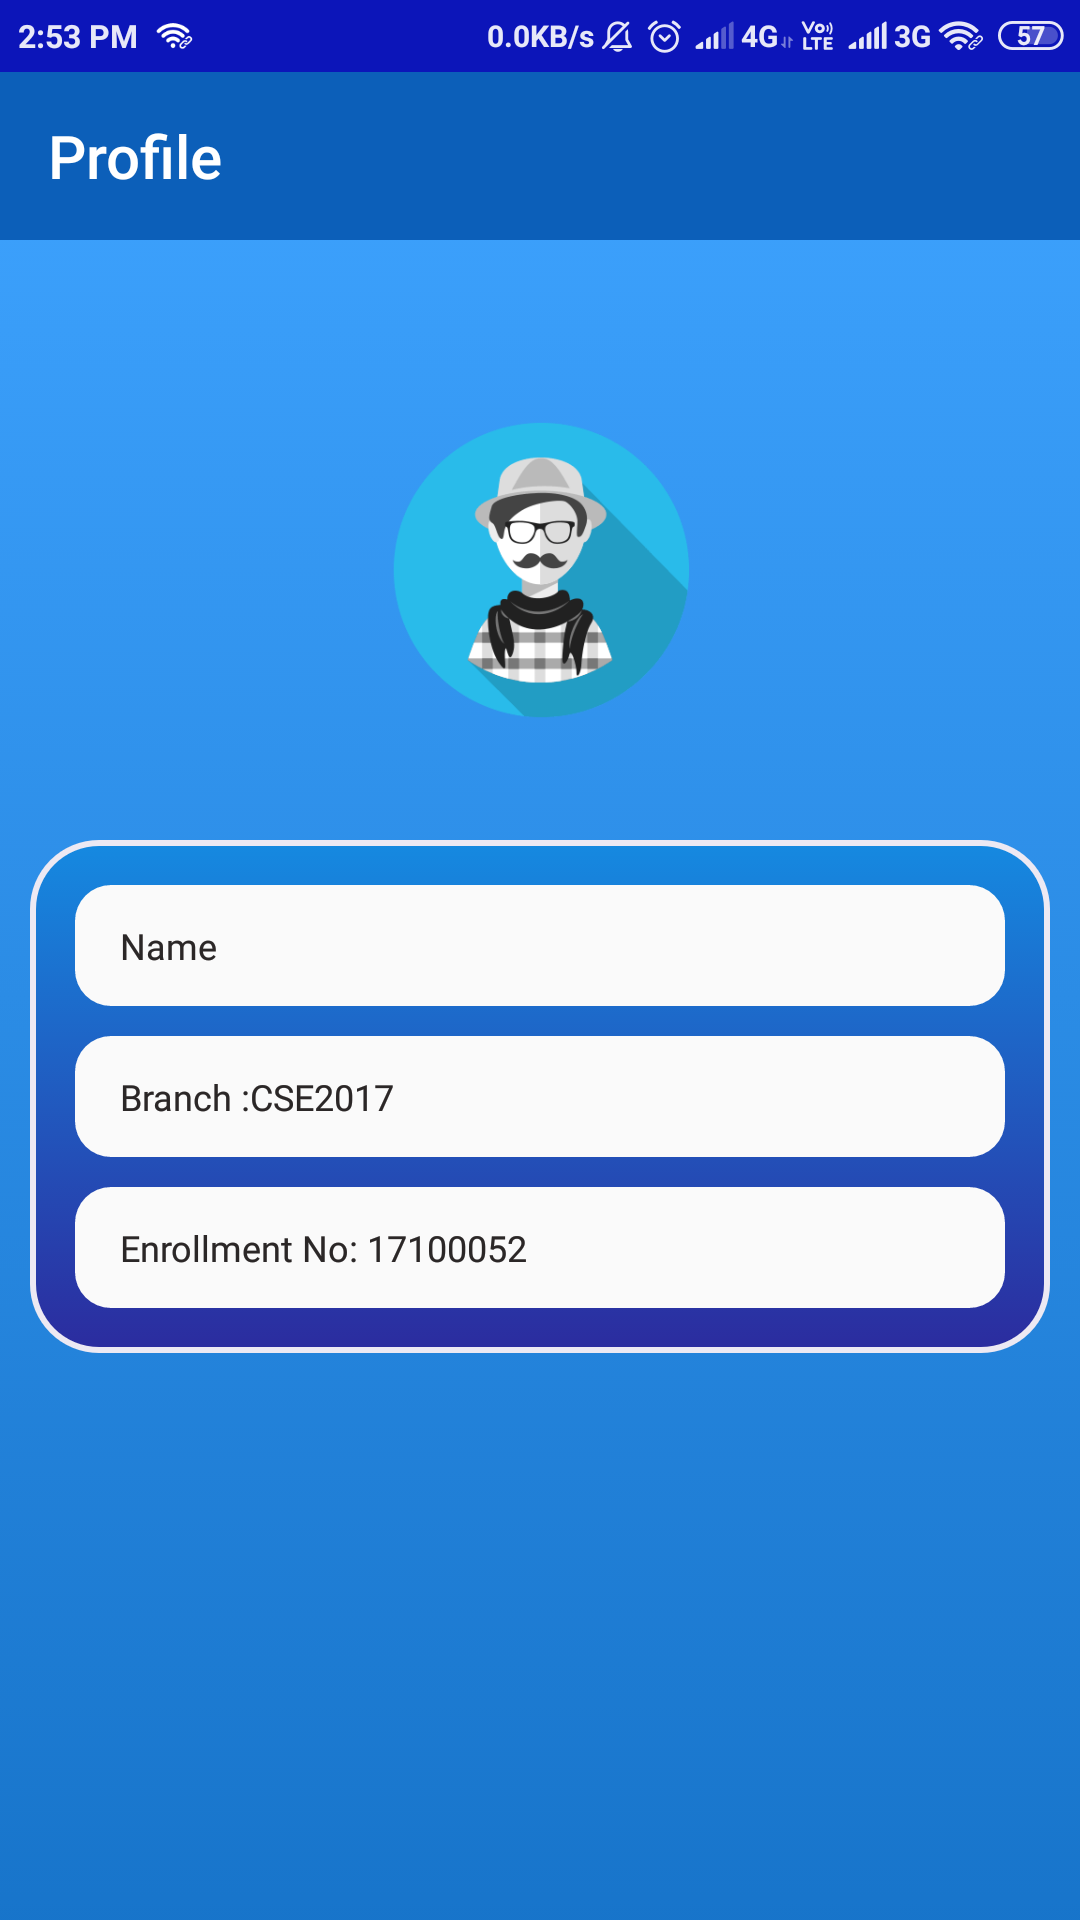 2:53 PM 0.0KB/s 4G Vo) LTE 3G 57
Profile
Name
Branch :CSE2017
Enrollment No: 17100052